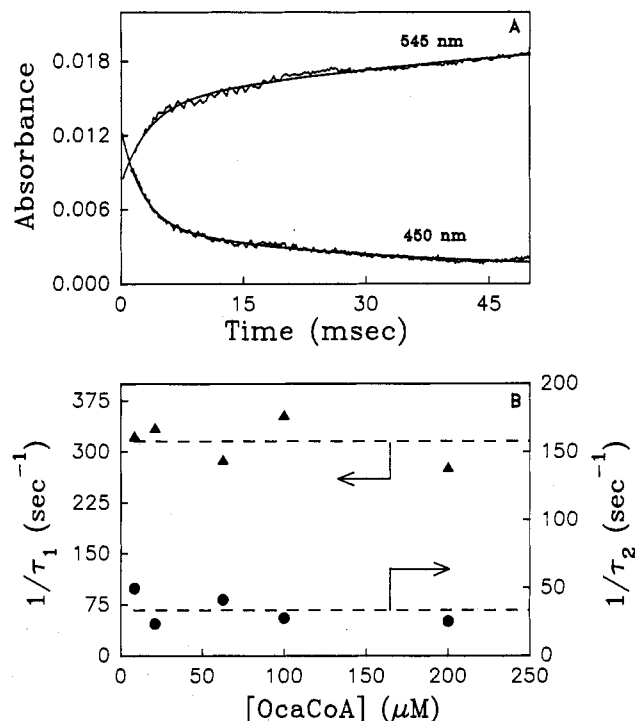 A
545 nm
450 nm
Absorbance
0.018
0.012
0.006
0.000
0 15 30 45
Time (msec)
B
1/τ₁ (sec⁻¹)
375
300
225
150
75
0
200
150
100
50
0
1/τ₂ (sec⁻¹)
0 50 100 150 200 250
[OcaCoA] (μM)